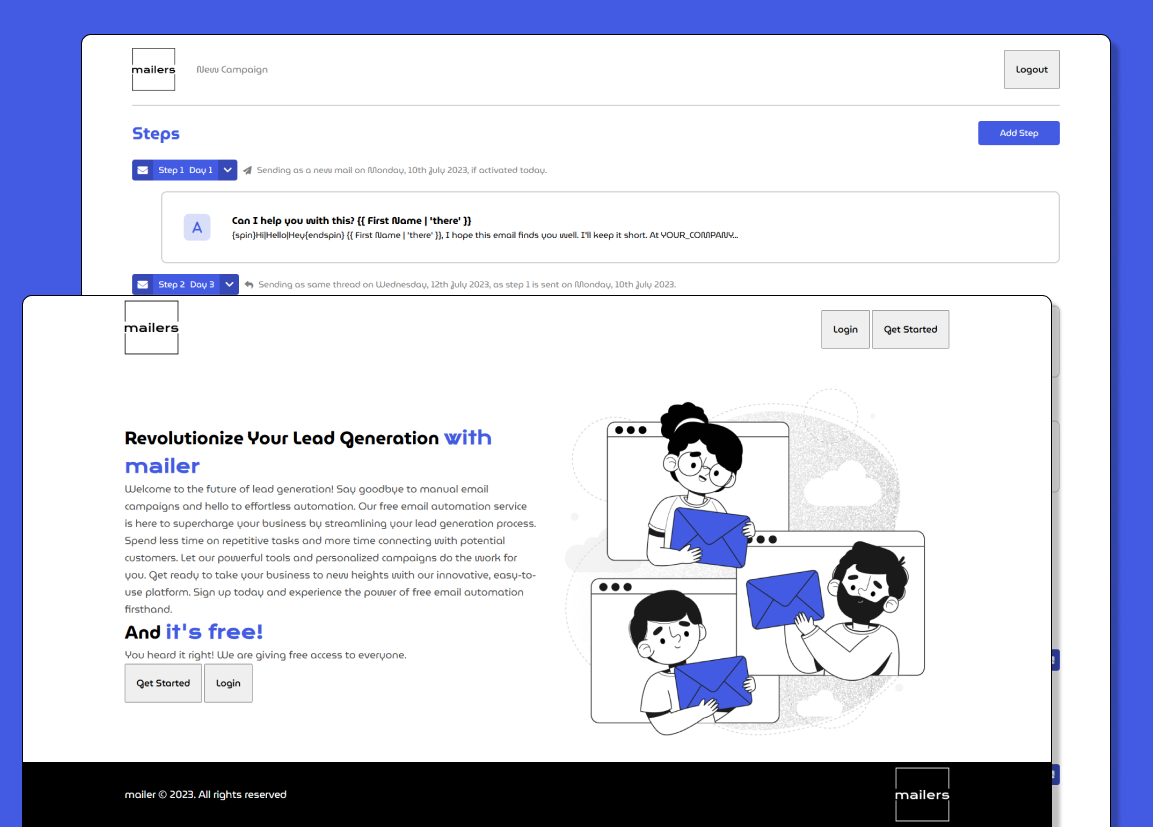 mailers
New Campaign
Logout
Steps
Add Step
Step 1 Day 1
Sending as a new mail on Monday, 10th July 2023, if activated today.
A
Can I help you with this? {{ First Name | 'there' }}
{spin}Hi|Hello|Hey{endspin} {{ First Name | 'there' }}, I hope this email finds you well. I'll keep it short. At YOUR_COMPANY...
Step 2 Day 3
Sending as same thread on Wednesday, 12th July 2023, as step 1 is sent on Monday, 10th July 2023.
mailers
Login
Get Started
Revolutionize Your Lead Generation with
mailer
Welcome to the future of lead generation! Say goodbye to manual email
campaigns and hello to effortless automation. Our free email automation service
is here to supercharge your business by streamlining your lead generation process.
Spend less time on repetitive tasks and more time connecting with potential
customers. Let our powerful tools and personalized campaigns do the work for
you. Get ready to take your business to new heights with our innovative, easy-to-
use platform. Sign up today and experience the power of free email automation
firsthand.
And it's free!
You heard it right! We are giving free access to everyone.
Get Started
Login
mailer © 2023. All rights reserved
mailers